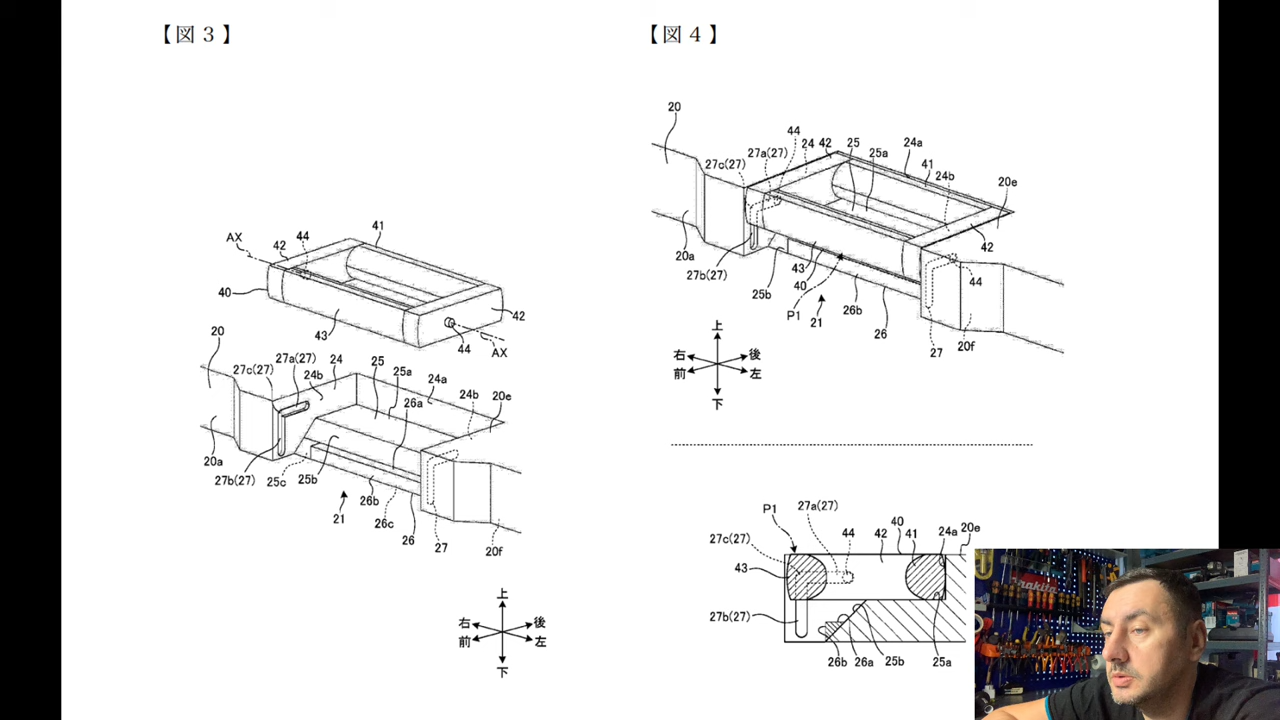 【図３】
AX
42
44
41
40
43
42
44
AX
20
27a(27)
24
27c(27)
24b
25
25a
24a
26a
24b
20e
20a
27b(27)
25c
25b
26b
26c
21
26
27
20f
上
右
後
前
左
下
【図４】
20
44
27a(27)
24
42
25
25a
24a
41
24b
20e
27c(27)
20a
27b(27)
25b
43
40
P1
26b
21
26
42
44
27
20f
上
右
後
前
左
下
27a(27)
P1
44
42
40
41
24a
20e
27c(27)
43
27b(27)
26b
26a
25b
25a
makita